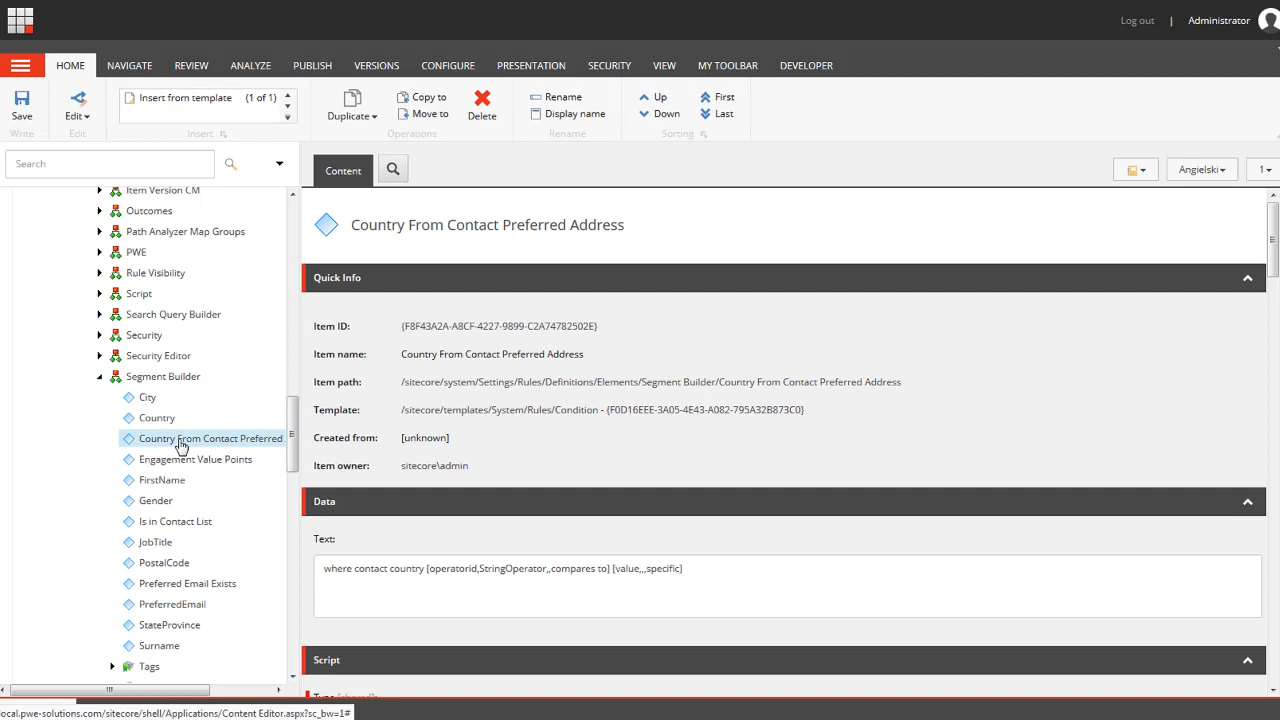 Log out | Administrator
HOME NAVIGATE REVIEW ANALYZE PUBLISH VERSIONS CONFIGURE PRESENTATION SECURITY VIEW MY TOOLBAR DEVELOPER
Save
Write
Edit
Edit
Insert from template (1 of 1)
Insert
Duplicate
Copy to
Move to
Delete
Operations
Rename
Display name
Rename
Up
Down
First
Last
Sorting
Search
Content
Angielski
1
Item Version CM
Outcomes
Path Analyzer Map Groups
PWE
Rule Visibility
Script
Search Query Builder
Security
Security Editor
Segment Builder
City
Country
Country From Contact Preferred
Engagement Value Points
FirstName
Gender
Is in Contact List
JobTitle
PostalCode
Preferred Email Exists
PreferredEmail
StateProvince
Surname
Tags
Country From Contact Preferred Address
Quick Info
Item ID: {F8F43A2A-A8CF-4227-9899-C2A74782502E}
Item name: Country From Contact Preferred Address
Item path: /sitecore/system/Settings/Rules/Definitions/Elements/Segment Builder/Country From Contact Preferred Address
Template: /sitecore/templates/System/Rules/Condition - {F0D16EEE-3A05-4E43-A082-795A32B873C0}
Created from: [unknown]
Item owner: sitecore\admin
Data
Text:
where contact country [operatorid,StringOperator,,compares to] [value,,,specific]
Script
local.pwe-solutions.com/sitecore/shell/Applications/Content Editor.aspx?sc_bw=1#